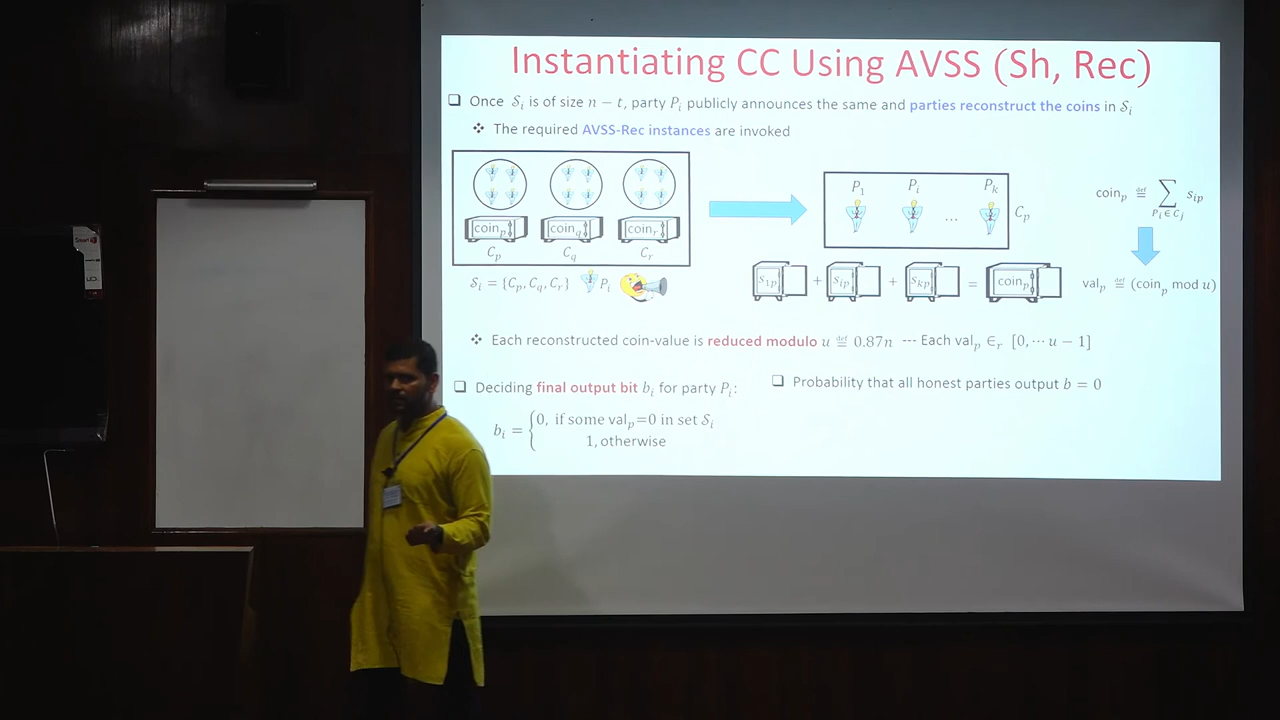 Instantiating CC Using AVSS (Sh, Rec)
❑ Once 𝒮ᵢ is of size n − t, party Pᵢ publicly announces the same and parties reconstruct the coins in 𝒮ᵢ
❖ The required AVSS-Rec instances are invoked
P₁ Pᵢ ... Pₖ Cₚ
coinₚ ≝ ∑_{Pᵢ∈Cⱼ} sᵢₚ
coinₚ coin_q coinᵣ
Cₚ C_q Cᵣ
𝒮ᵢ = {Cₚ, C_q, Cᵣ} Pᵢ
s₁ₚ + sᵢₚ + sₖₚ = coinₚ
valₚ ≝ (coinₚ mod u)
❖ Each reconstructed coin-value is reduced modulo u ≝ 0.87n --- Each valₚ ∈ᵣ [0, ⋯ u − 1]
❑ Deciding final output bit bᵢ for party Pᵢ:
bᵢ = {0, if some valₚ=0 in set 𝒮ᵢ
1, otherwise
❑ Probability that all honest parties output b = 0